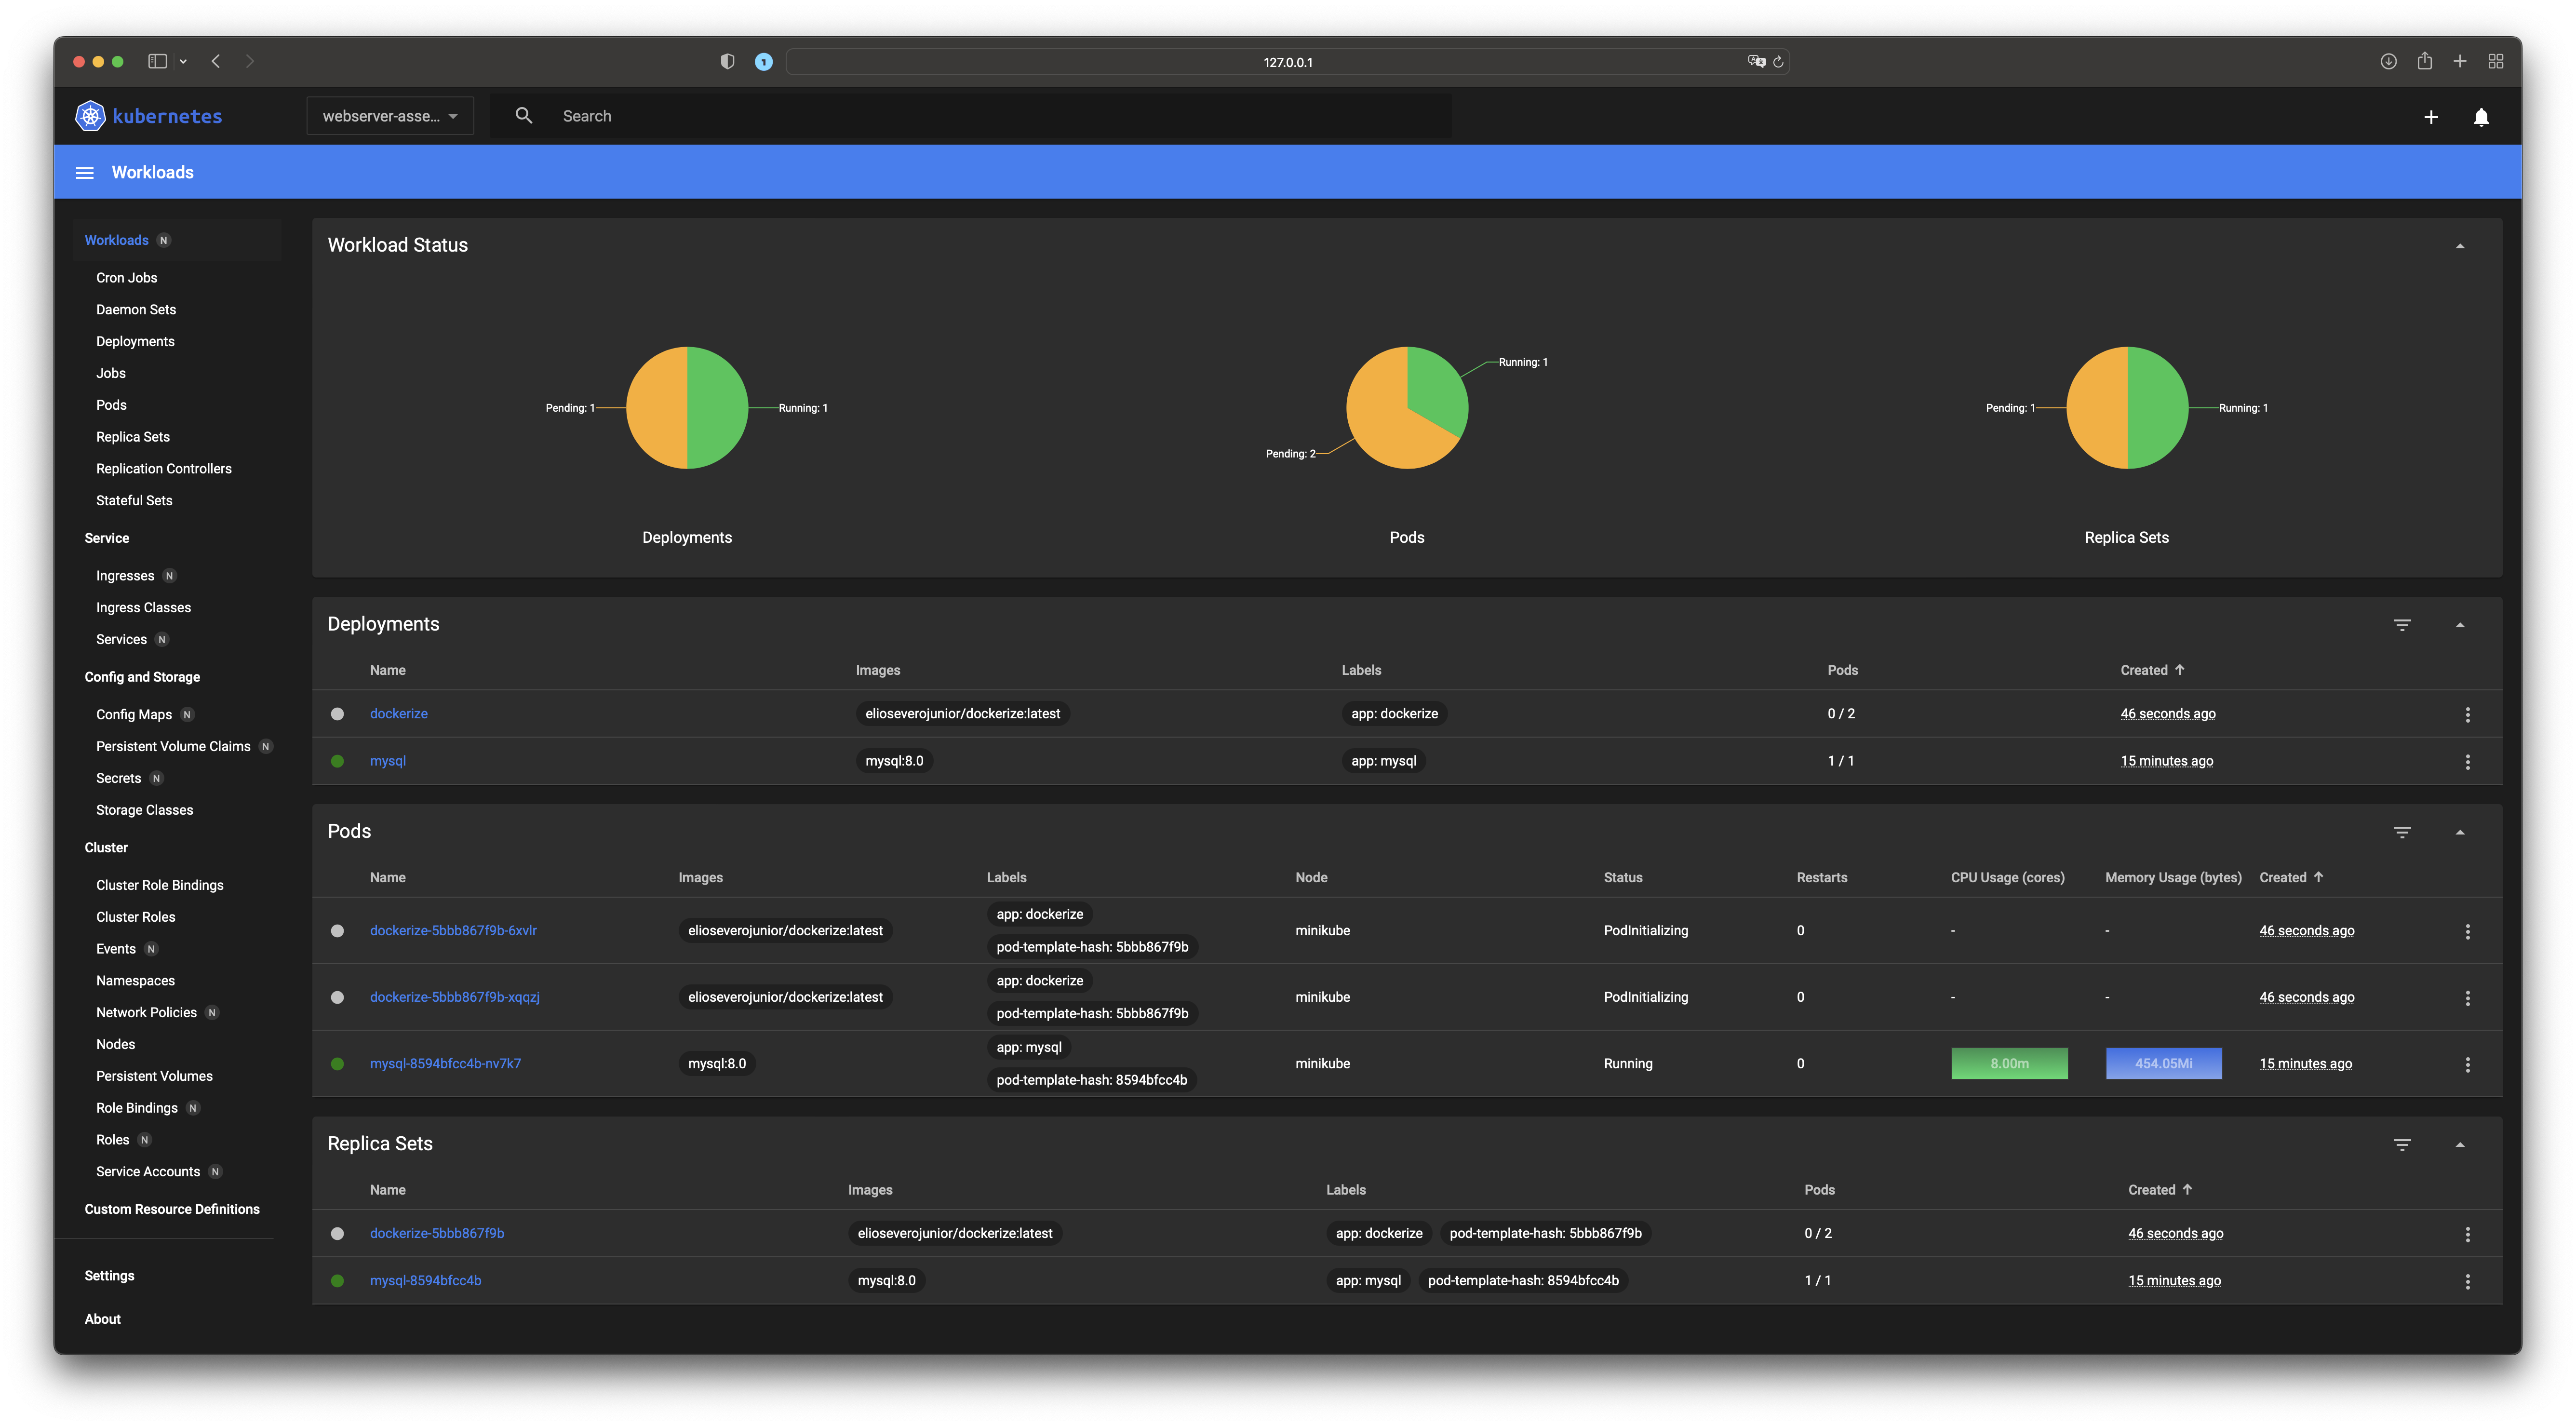 127.0.0.1
kubernetes
webserver-asse...
Search
Workloads
Workloads N
Cron Jobs
Daemon Sets
Deployments
Jobs
Pods
Replica Sets
Replication Controllers
Stateful Sets
Service
Ingresses N
Ingress Classes
Services N
Config and Storage
Config Maps N
Persistent Volume Claims N
Secrets N
Storage Classes
Cluster
Cluster Role Bindings
Cluster Roles
Events N
Namespaces
Network Policies N
Nodes
Persistent Volumes
Role Bindings N
Roles N
Service Accounts N
Custom Resource Definitions
Settings
About
Workload Status
Pending: 1 Running: 1
Deployments
Running: 1
Pending: 2
Pods
Pending: 1 Running: 1
Replica Sets
Deployments
Name Images Labels Pods Created
dockerize elioseverojunior/dockerize:latest app: dockerize 0 / 2 46 seconds ago
mysql mysql:8.0 app: mysql 1 / 1 15 minutes ago
Pods
Name Images Labels Node Status Restarts CPU Usage (cores) Memory Usage (bytes) Created
dockerize-5bbb867f9b-6xvlr elioseverojunior/dockerize:latest app: dockerize pod-template-hash: 5bbb867f9b minikube PodInitializing 0 - - 46 seconds ago
dockerize-5bbb867f9b-xqqzj elioseverojunior/dockerize:latest app: dockerize pod-template-hash: 5bbb867f9b minikube PodInitializing 0 - - 46 seconds ago
mysql-8594bfcc4b-nv7k7 mysql:8.0 app: mysql pod-template-hash: 8594bfcc4b minikube Running 0 8.00m 454.05Mi 15 minutes ago
Replica Sets
Name Images Labels Pods Created
dockerize-5bbb867f9b elioseverojunior/dockerize:latest app: dockerize pod-template-hash: 5bbb867f9b 0 / 2 46 seconds ago
mysql-8594bfcc4b mysql:8.0 app: mysql pod-template-hash: 8594bfcc4b 1 / 1 15 minutes ago